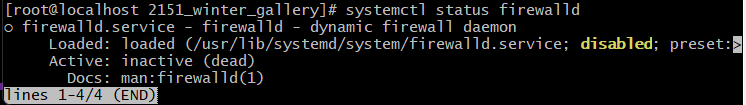 [root@localhost 2151_winter_gallery]# systemctl status firewalld
○ firewalld.service - firewalld - dynamic firewall daemon
     Loaded: loaded (/usr/lib/systemd/system/firewalld.service; disabled; preset:>
     Active: inactive (dead)
       Docs: man:firewalld(1)
lines 1-4/4 (END)